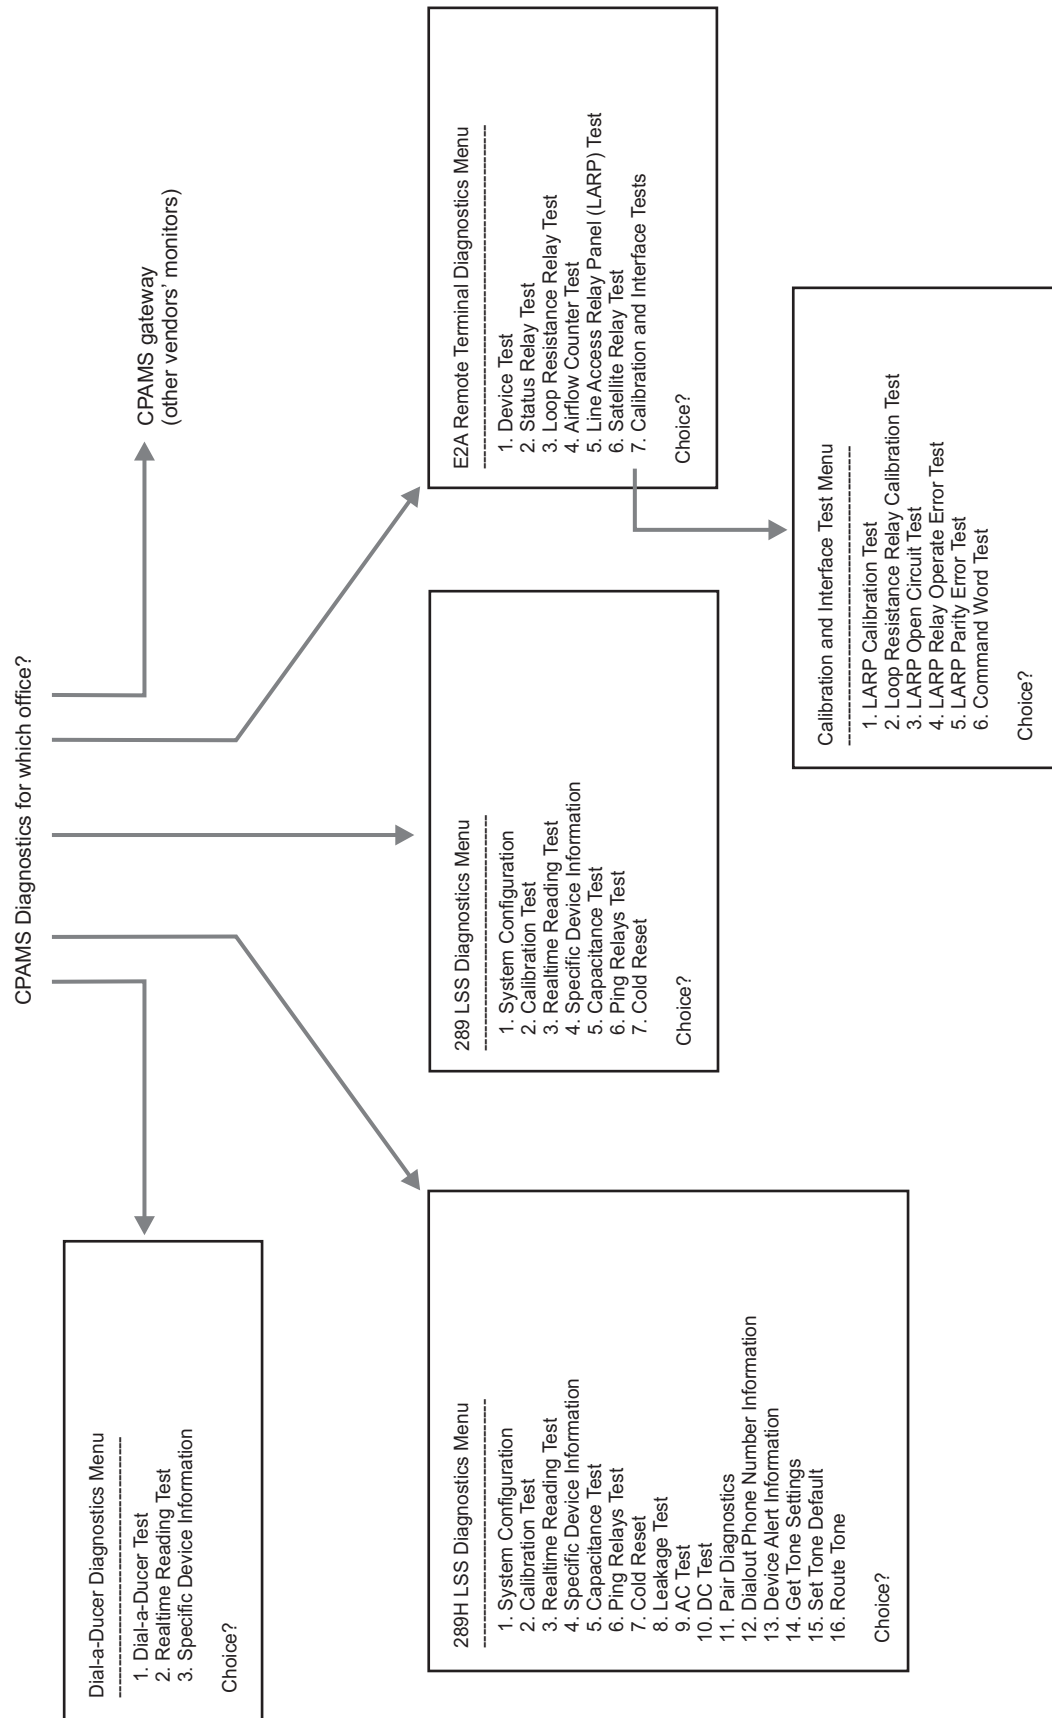 CPAMS Diagnostics for which office?
Dial-a-Ducer Diagnostics Menu
1. Dial-a-Ducer Test
2. Realtime Reading Test
3. Specific Device Information
Choice?
CPAMS gateway
(other vendors’ monitors)
289H LSS Diagnostics Menu
1. System Configuration
2. Calibration Test
3. Realtime Reading Test
4. Specific Device Information
5. Capacitance Test
6. Ping Relays Test
7. Cold Reset
8. Leakage Test
9. AC Test
10. DC Test
11. Pair Diagnostics
12. Dialout Phone Number Information
13. Device Alert Information
14. Get Tone Settings
15. Set Tone Default
16. Route Tone
Choice?
289 LSS Diagnostics Menu
1. System Configuration
2. Calibration Test
3. Realtime Reading Test
4. Specific Device Information
5. Capacitance Test
6. Ping Relays Test
7. Cold Reset
Choice?
E2A Remote Terminal Diagnostics Menu
1. Device Test
2. Status Relay Test
3. Loop Resistance Relay Test
4. Airflow Counter Test
5. Line Access Relay Panel (LARP) Test
6. Satellite Relay Test
7. Calibration and Interface Tests
Choice?
Calibration and Interface Test Menu
1. LARP Calibration Test
2. Loop Resistance Relay Calibration Test
3. LARP Open Circuit Test
4. LARP Relay Operate Error Test
5. LARP Parity Error Test
6. Command Word Test
Choice?